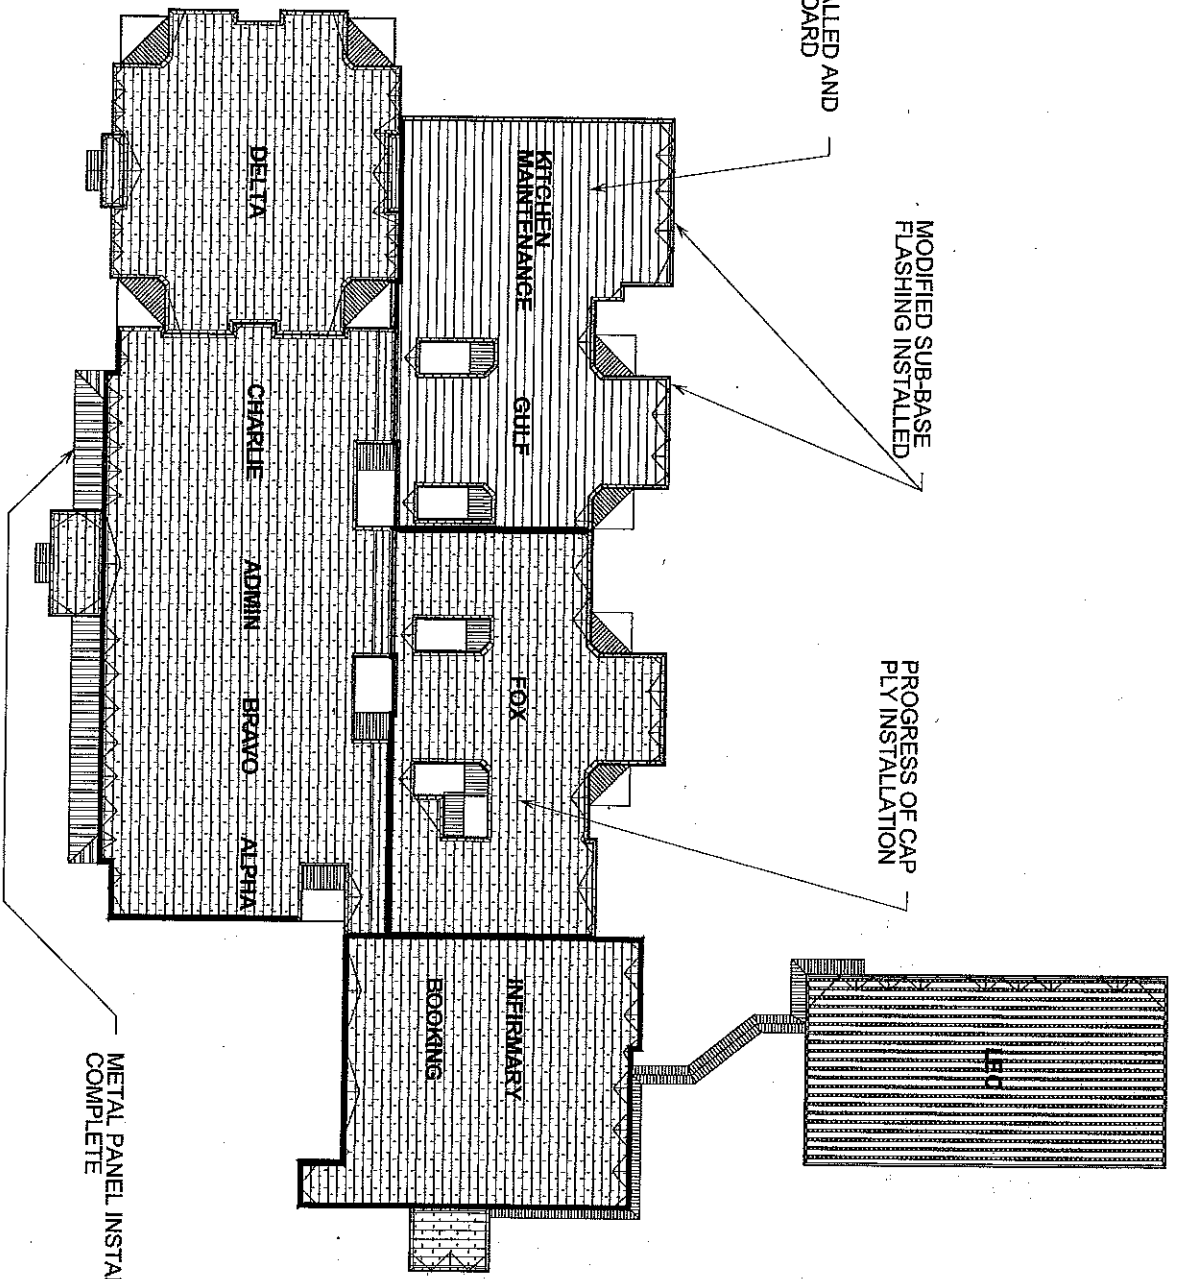 LEC
MODIFIED SUB-BASE
FLASHING INSTALLED
PROGRESS OF CAP
PLY INSTALLATION
ALLED AND
OARD
KITCHEN
MAINTENANCE
GULF
FOX
INFIRMARY
BOOKING
DELTA
CHARLIE
ADMIN
BRAVO
ALPHA
METAL PANEL INSTAL
COMPLETE